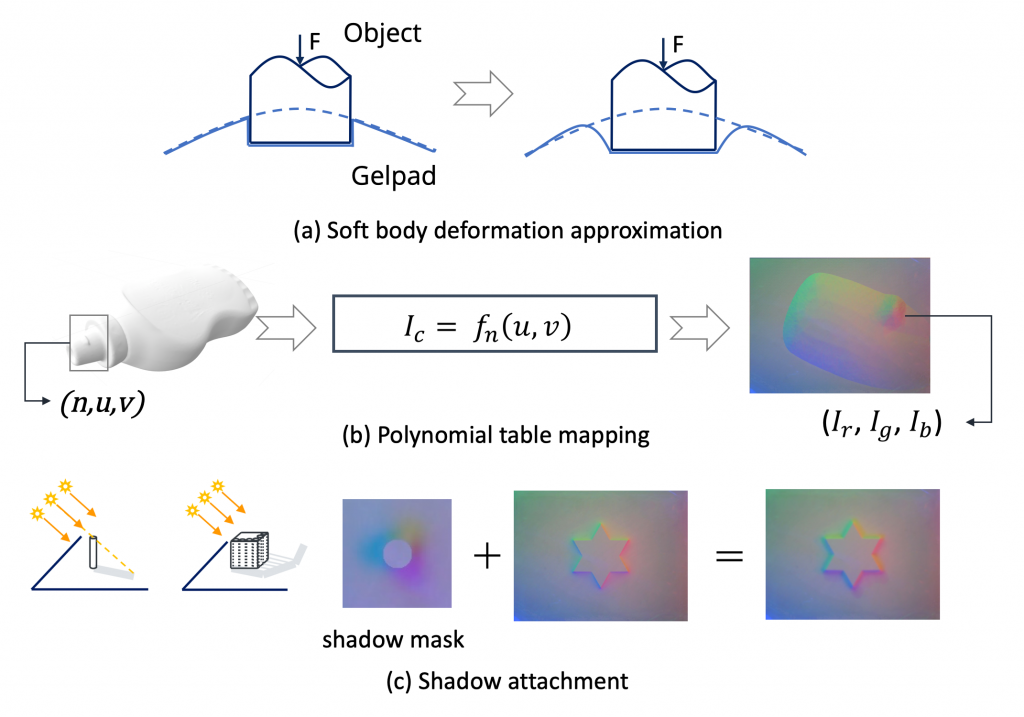 F Object F
Gelpad
(a) Soft body deformation approximation
I_c = f_n(u, v)
(n,u,v)
(I_r, I_g, I_b)
(b) Polynomial table mapping
+ =
shadow mask
(c) Shadow attachment